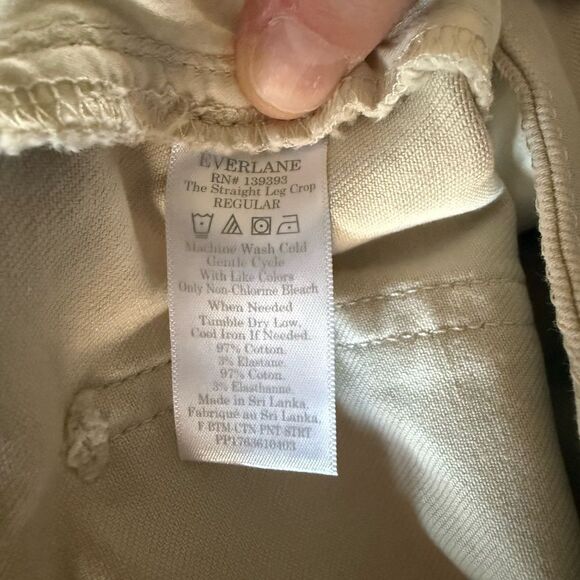 EVERLANE
RN# 139393
The Straight Leg Crop
REGULAR
Machine Wash Cold
Gentle Cycle
With Like Colors
Only Non-Chlorine Bleach
When Needed
Tumble Dry Low.
Cool Iron If Needed.
97% Cotton.
3% Elastane.
97% Coton.
3% Elasthanne.
Made in Sri Lanka.
Fabriqué au Sri Lanka.
F-BTM-CTN-PNT-STRT
PP1763610403